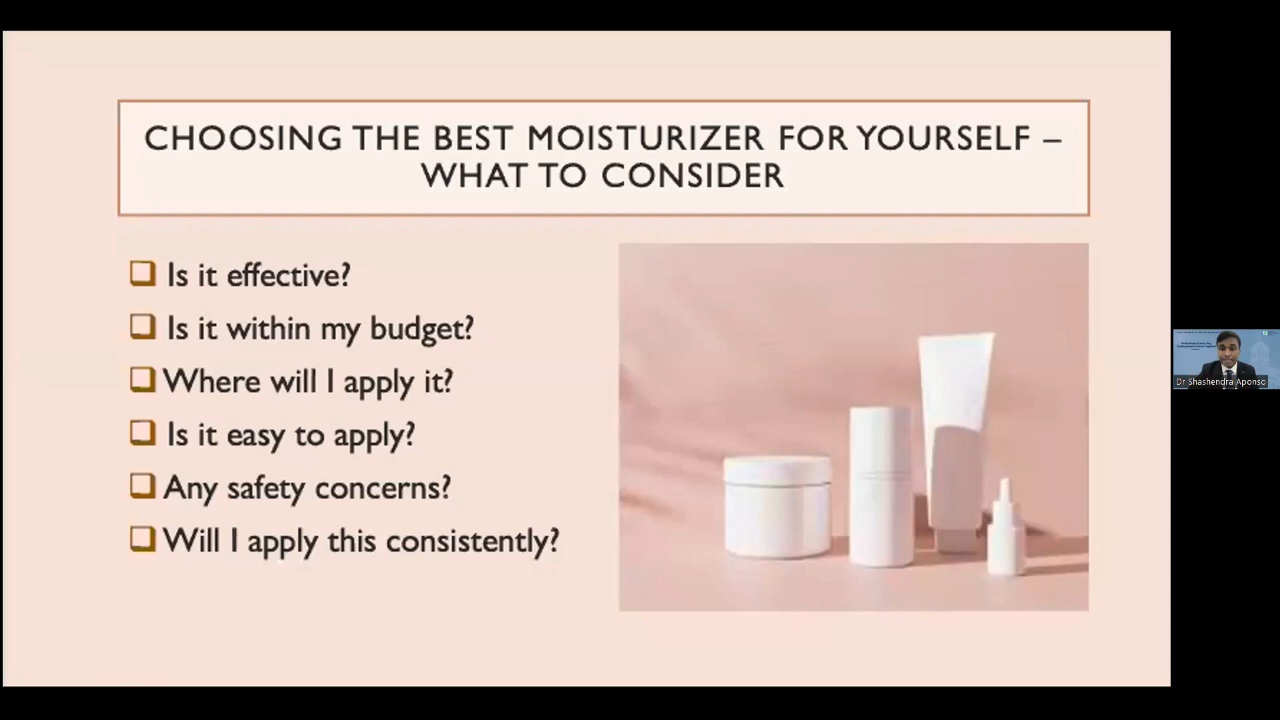 CHOOSING THE BEST MOISTURIZER FOR YOURSELF –
WHAT TO CONSIDER
Is it effective?
Is it within my budget?
Where will I apply it?
Is it easy to apply?
Any safety concerns?
Will I apply this consistently?
Dr Shashendra Aponso